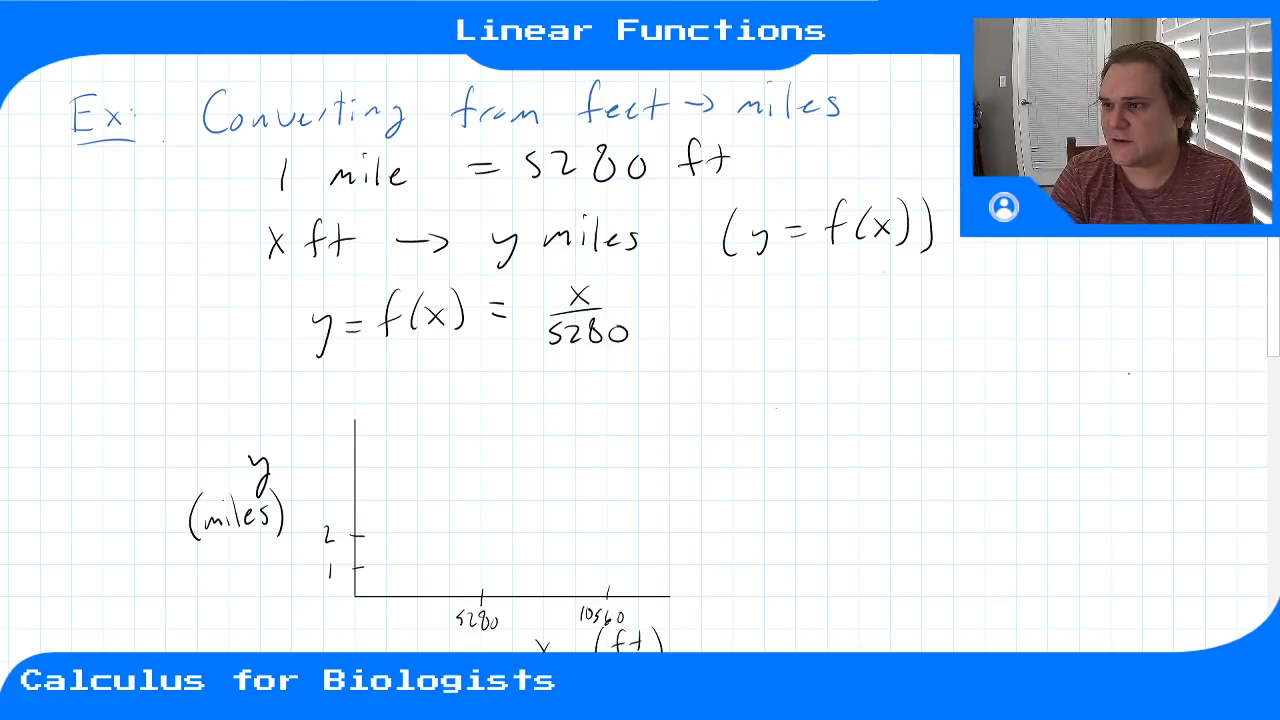 Linear Functions
Ex: Converting from feet → miles
1 mile = 5280 ft
x ft → y miles (y = f(x))
y = f(x) = x/5280
y
(miles)
2
1
5280 10560
x (ft)
Calculus for Biologists